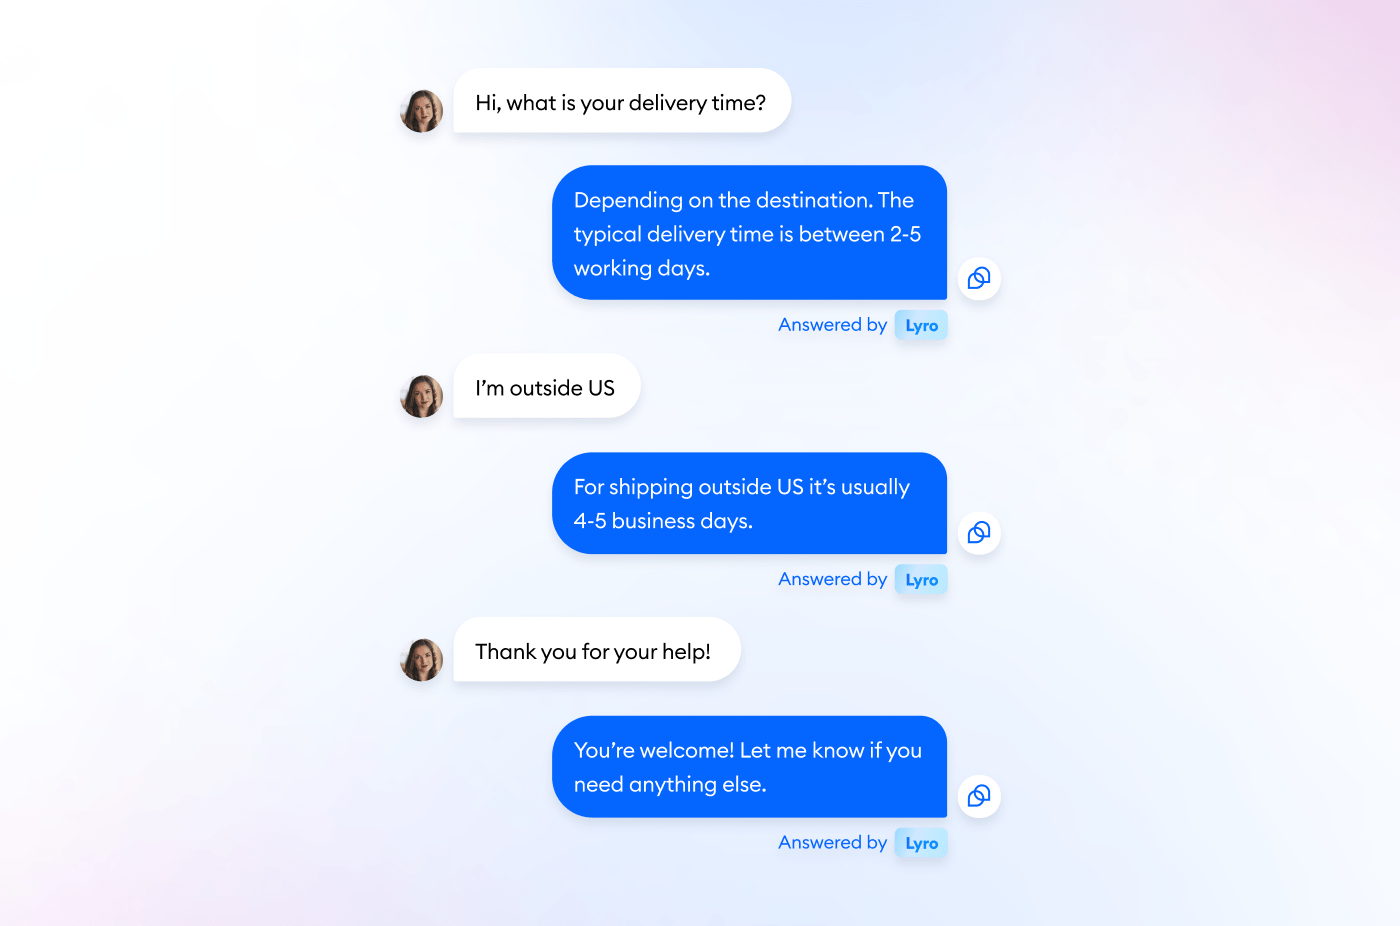 Hi, what is your delivery time?
Depending on the destination. The
typical delivery time is between 2-5
working days.
Answered by Lyro
I’m outside US
For shipping outside US it’s usually
4-5 business days.
Answered by Lyro
Thank you for your help!
You’re welcome! Let me know if you
need anything else.
Answered by Lyro